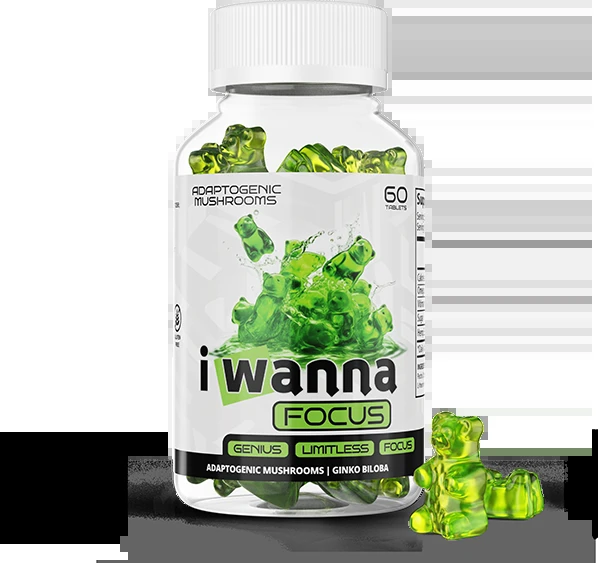 ADAPTOGENIC
MUSHROOMS
60
TABLETS
i wanna
FOCUS
GENIUS LIMITLESS FOCUS
ADAPTOGENIC MUSHROOMS | GINKO BILOBA